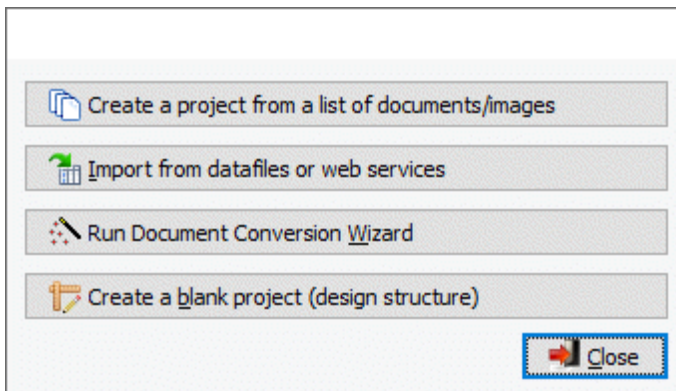 Create a project from a list of documents/images
Import from datafiles or web services
Run Document Conversion Wizard
Create a blank project (design structure)
Close